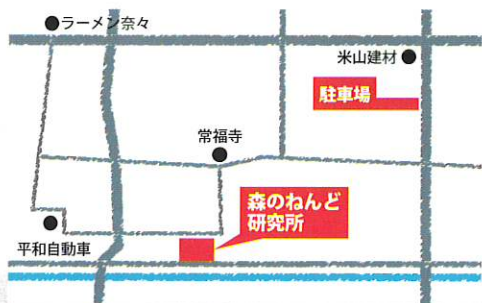 ラーメン奈々
米山建材
駐車場
常福寺
森のねんど
研究所
平和自動車